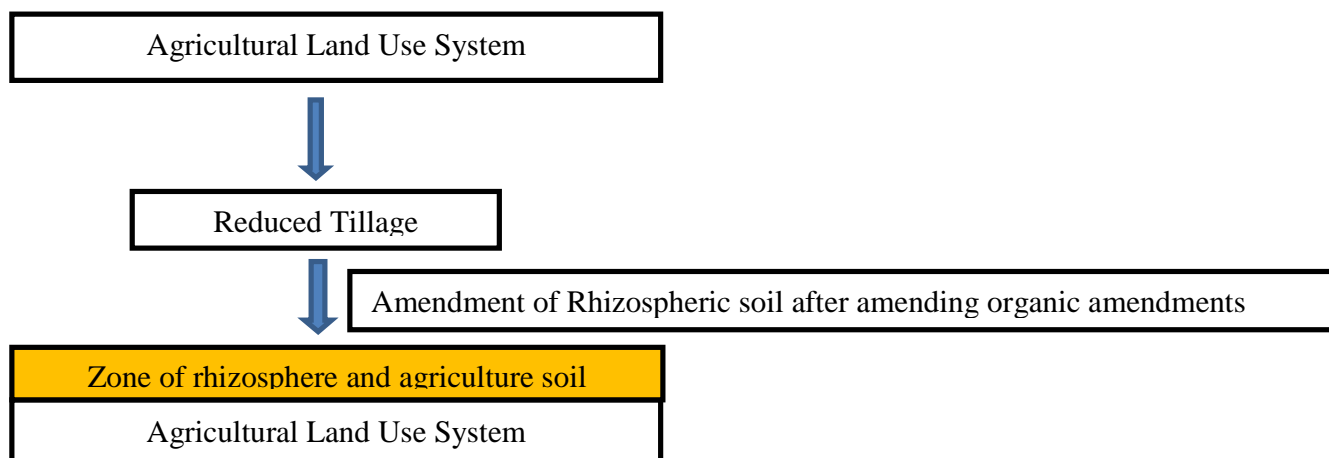 Agricultural Land Use System
Reduced Tillage
Amendment of Rhizospheric soil after amending organic amendments
Zone of rhizosphere and agriculture soil
Agricultural Land Use System